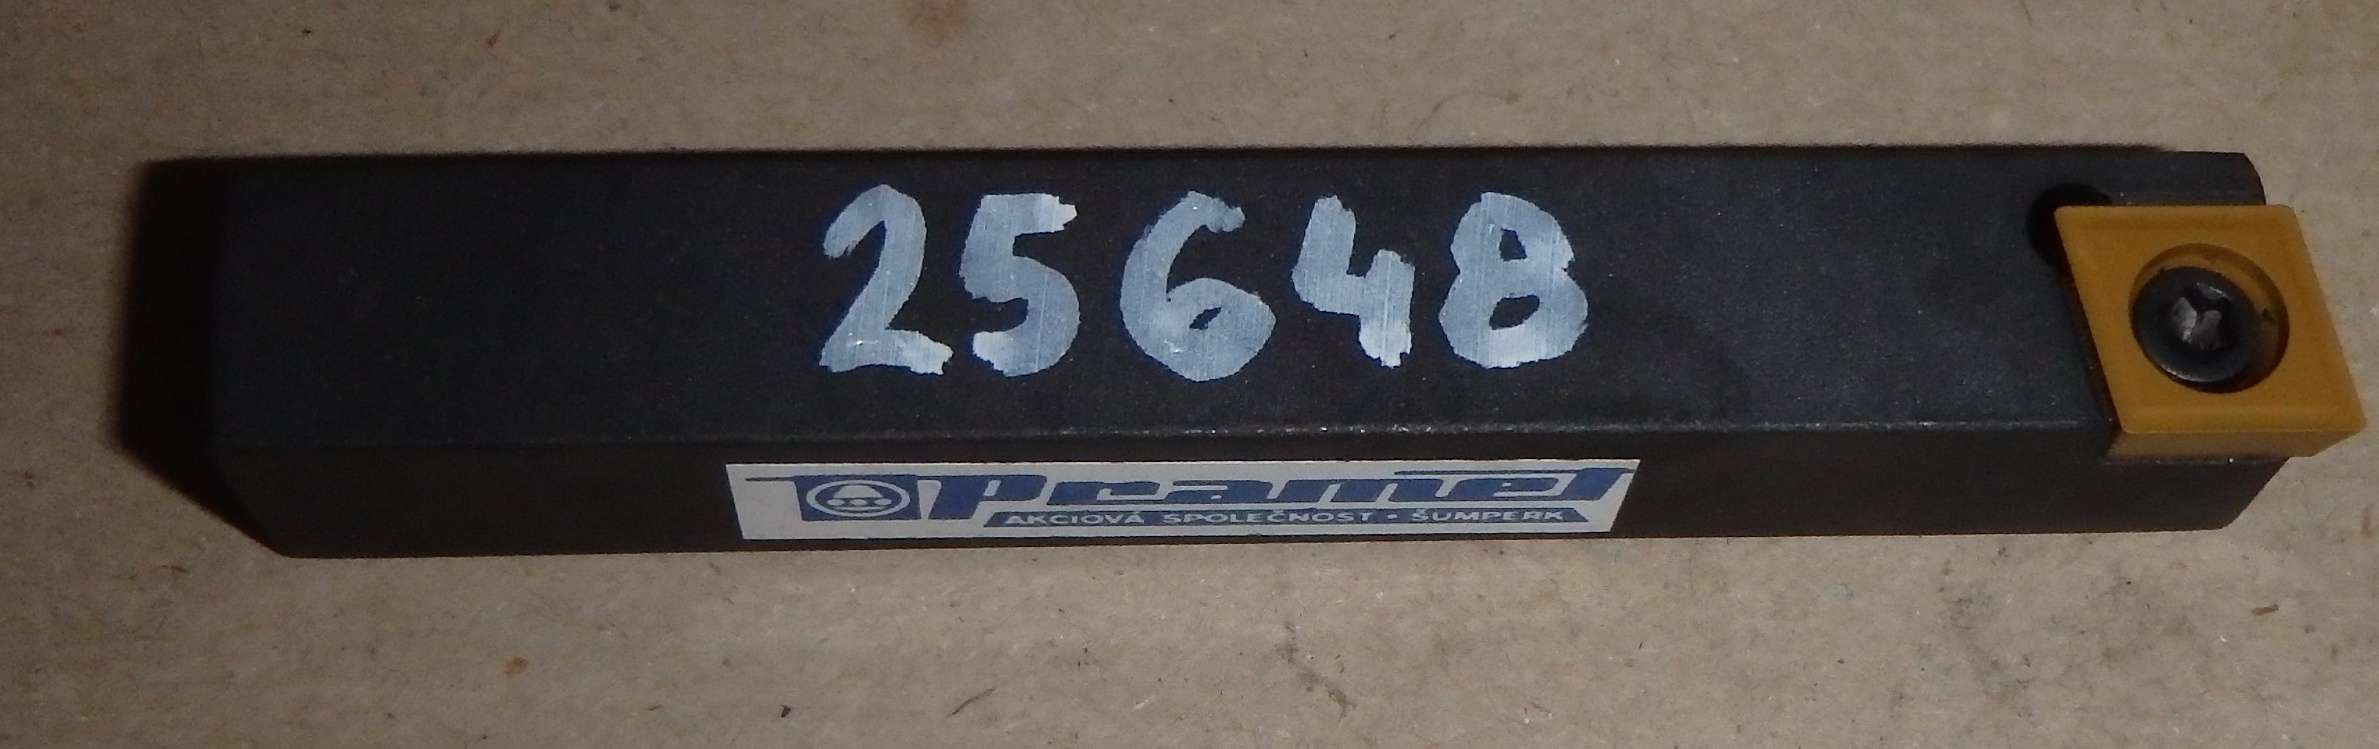 25648
Pramet
AKCIOVÁ SPOLEČNOST • ŠUMPERK